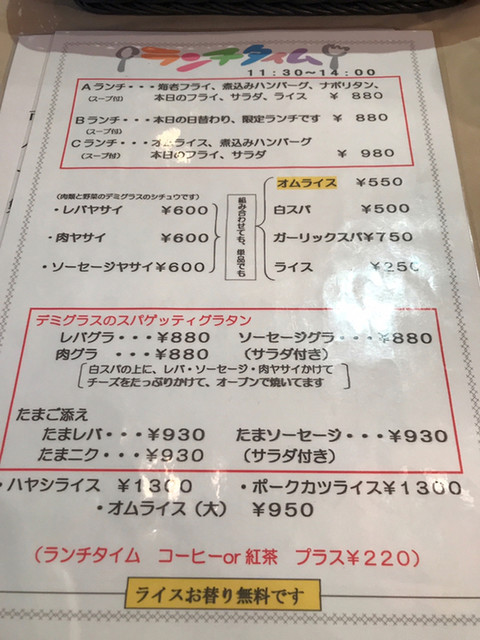 ランチタイム
11:30~14:00
Aランチ・・・海老フライ、煮込みハンバーグ、ナポリタン、
(スープ付) 本日のフライ、サラダ、ライス ¥ 880
Bランチ・・・本日の日替わり、限定ランチです ¥ 880
(スープ付)
Cランチ・・・オムライス、煮込みハンバーグ
(スープ付) 本日のフライ、サラダ ¥ 980
(肉類と野菜のデミグラスのシチュウです)
・レバヤサイ ¥600
・肉ヤサイ ¥600
・ソーセージヤサイ¥600
組み合わせても、単品でも
オムライス ¥550
白スパ ¥500
ガーリックスパ¥750
ライス ¥250
デミグラスのスパゲッティグラタン
レバグラ ・・・¥880 ソーセージグラ・・・¥880
肉グラ ・・・¥880 (サラダ付き)
白スパの上に、レバ・ソーセージ・肉ヤサイかけて
チーズをたっぷりかけて、オーブンで焼いてます
たまご添え
たまレバ・・・¥930 たまソーセージ・・・¥930
たまニク・・・¥930 (サラダ付き)
・ハヤシライス ¥1300 ・ポークカツライス¥1300
・オムライス(大) ¥950
(ランチタイム コーヒーor紅茶 プラス¥220)
ライスお替り無料です